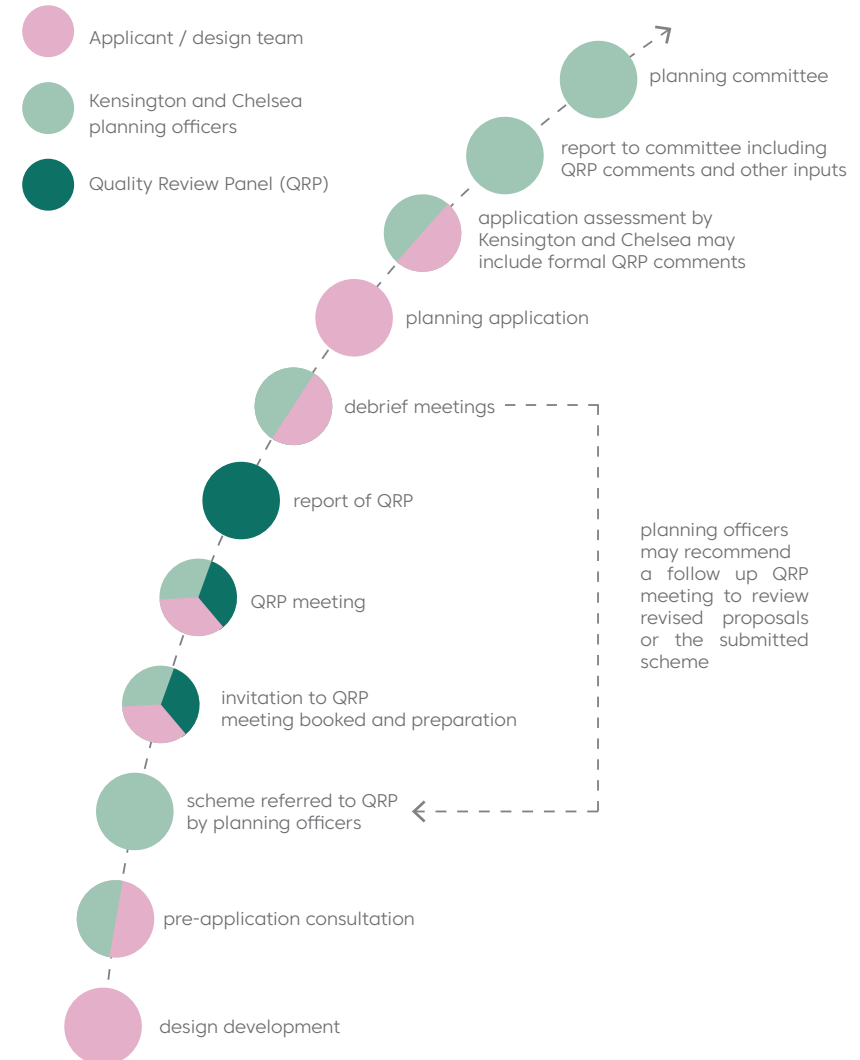 Applicant / design team
Kensington and Chelsea
planning officers
Quality Review Panel (QRP)
planning committee
report to committee including
QRP comments and other inputs
application assessment by
Kensington and Chelsea may
include formal QRP comments
planning application
debrief meetings
report of QRP
planning officers
may recommend
a follow up QRP
meeting to review
revised proposals
or the submitted
scheme
QRP meeting
invitation to QRP
meeting booked and preparation
scheme referred to QRP
by planning officers
pre-application consultation
design development